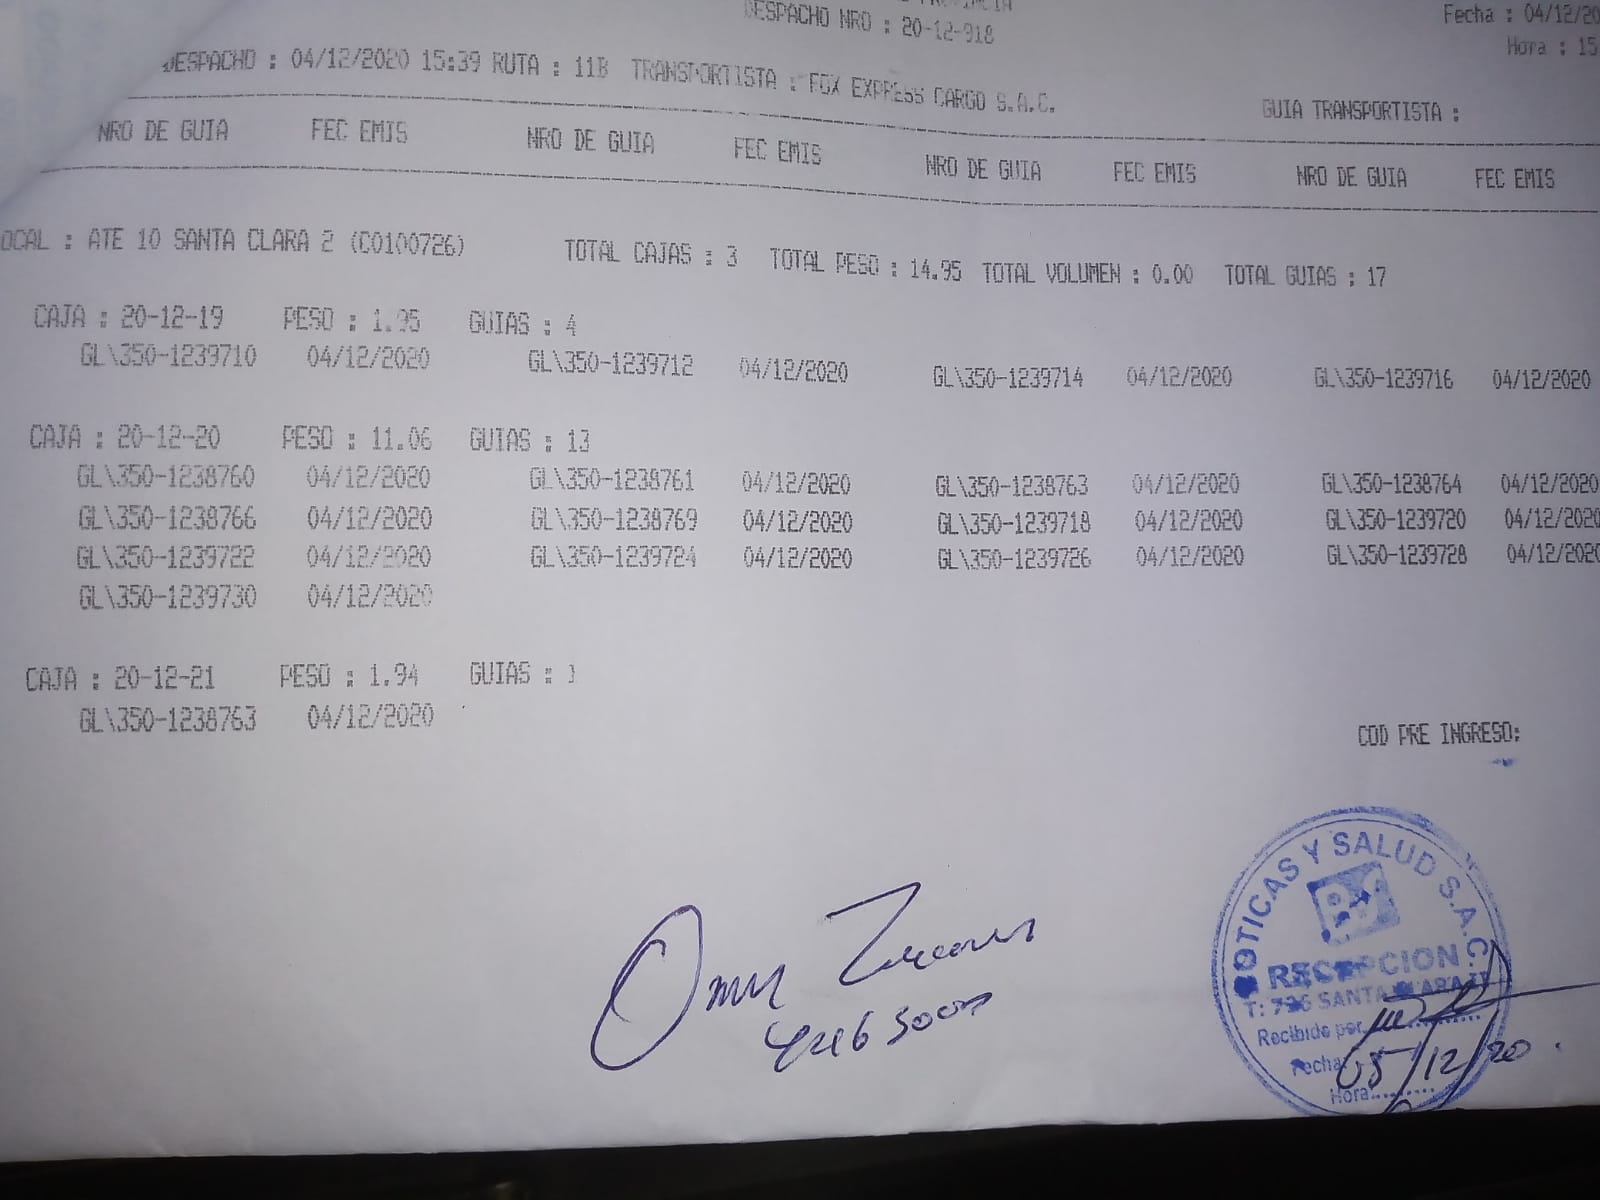 DESPACHO NRO : 20-12-918
Fecha : 04/12/20
Hora : 15
DESPACHO : 04/12/2020 15:39 RUTA : 11B TRANSPORTISTA : FOX EXPRESS CARGO S.A.C.
GUIA TRANSPORTISTA :
NRO DE GUIA FEC EMIS NRO DE GUIA FEC EMIS NRO DE GUIA FEC EMIS NRO DE GUIA FEC EMIS
OCAL : ATE 10 SANTA CLARA 2 (C0100726) TOTAL CAJAS : 3 TOTAL PESO : 14.95 TOTAL VOLUMEN : 0.00 TOTAL GUIAS : 17
CAJA : 20-12-19 PESO : 1.95 GUIAS : 4
GL\350-1239710 04/12/2020 GL\350-1239712 04/12/2020 GL\350-1239714 04/12/2020 GL\350-1239716 04/12/2020
CAJA : 20-12-20 PESO : 11.06 GUIAS : 13
GL\350-1238760 04/12/2020 GL\350-1238761 04/12/2020 GL\350-1238763 04/12/2020 GL\350-1238764 04/12/2020
GL\350-1238766 04/12/2020 GL\350-1238769 04/12/2020 GL\350-1239718 04/12/2020 GL\350-1239720 04/12/2020
GL\350-1239722 04/12/2020 GL\350-1239724 04/12/2020 GL\350-1239726 04/12/2020 GL\350-1239728 04/12/2020
GL\350-1239730 04/12/2020
CAJA : 20-12-21 PESO : 1.94 GUIAS : 1
GL\350-1238763 04/12/2020
COD PRE INGRESO:
BOTICAS Y SALUD S.A.C.
RECEPCION
T: 726 SANTA CLARA II
Recibido por
Fecha 05/12/20
Hora
Omar